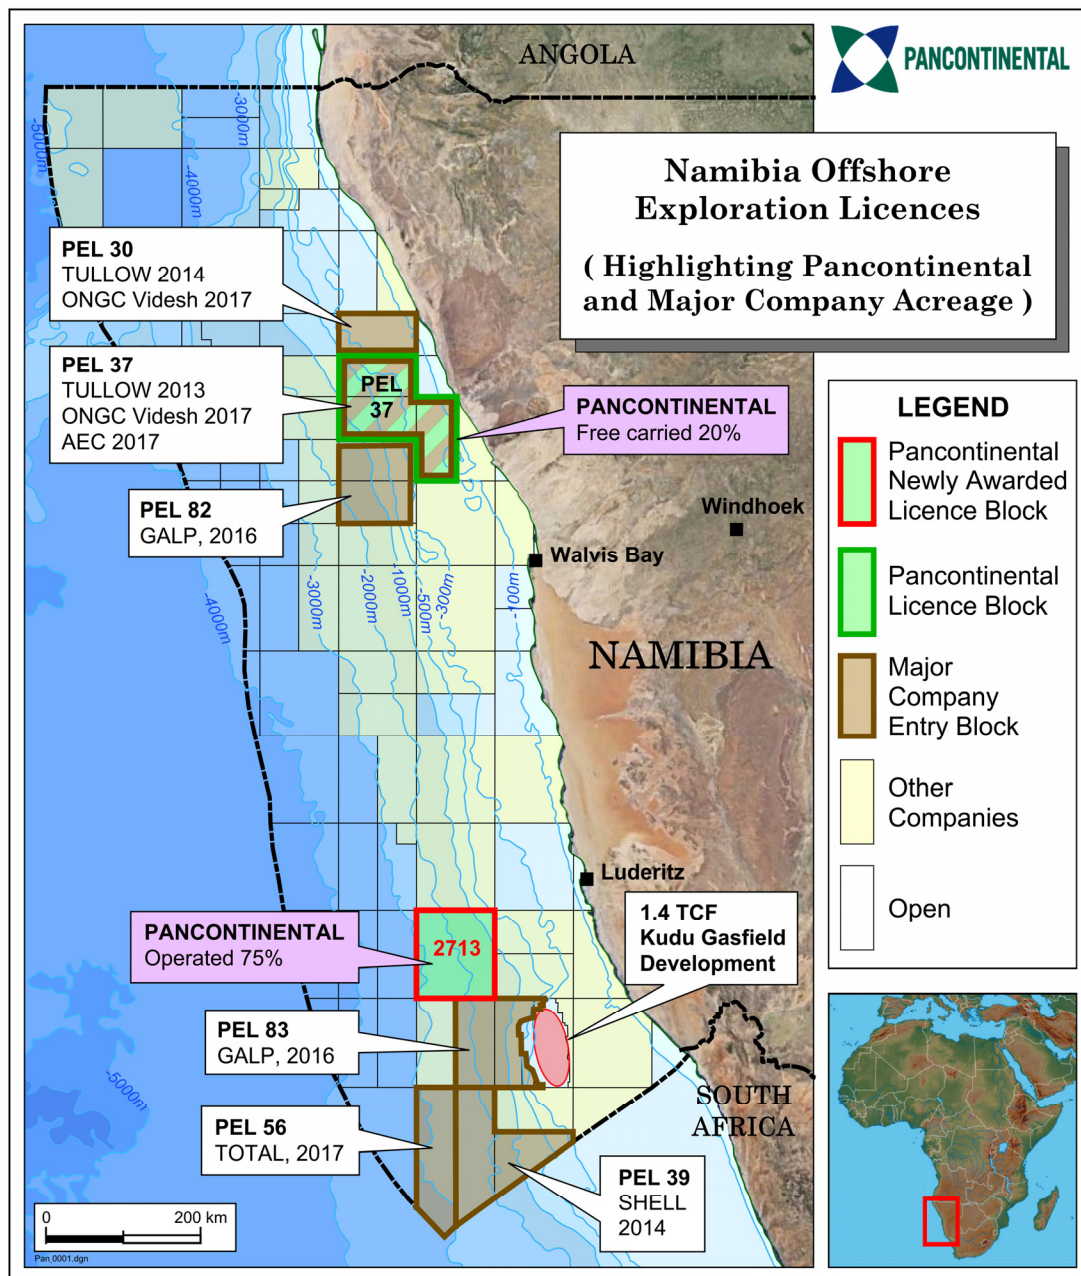 ANGOLA
PANCONTINENTAL
Namibia Offshore
Exploration Licences
( Highlighting Pancontinental
and Major Company Acreage )
-5000m
-4000m
-3000m
PEL 30
TULLOW 2014
ONGC Videsh 2017
PEL 37
TULLOW 2013
ONGC Videsh 2017
AEC 2017
PEL
37
PANCONTINENTAL
Free carried 20%
PEL 82
GALP, 2016
Windhoek
Walvis Bay
-4000m
-3000m
-2000m
-1000m
-500m
-300m
-100m
NAMIBIA
LEGEND
Pancontinental
Newly Awarded
Licence Block
Pancontinental
Licence Block
Major
Company
Entry Block
Other
Companies
Open
Luderitz
1.4 TCF
Kudu Gasfield
Development
PANCONTINENTAL
Operated 75%
2713
PEL 83
GALP, 2016
-5000m
PEL 56
TOTAL, 2017
PEL 39
SHELL
2014
SOUTH
AFRICA
0 200 km
Pan_0001.dgn